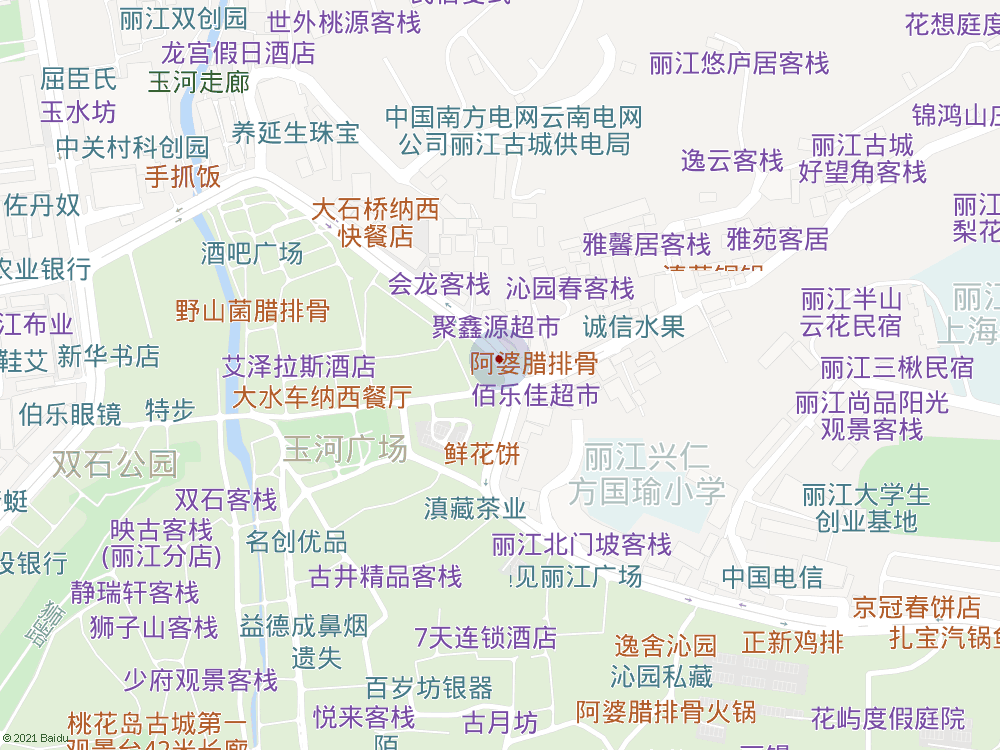 丽江双创园
世外桃源客栈
花想庭度
龙宫假日酒店
丽江悠庐居客栈
屈臣氏
玉河走廊
玉水坊
中国南方电网云南电网
公司丽江古城供电局
锦鸿山庄
养延生珠宝
中关村科创园
逸云客栈
丽江古城
好望角客栈
手抓饭
佐丹奴
大石桥纳西
快餐店
丽江
梨花
雅馨居客栈
雅苑客居
酒吧广场
农业银行
会龙客栈
沁园春客栈
丽江半山
云花民宿
野山菌腊排骨
江布业
聚鑫源超市
诚信水果
丽江
上海
鞋艾
新华书店
艾泽拉斯酒店
阿婆腊排骨
丽江三楸民宿
大水车纳西餐厅
佰乐佳超市
伯乐眼镜
特步
丽江尚品阳光
观景客栈
玉河广场
鲜花饼
双石公园
丽江兴仁
方国瑜小学
蜓
双石客栈
滇藏茶业
丽江大学生
创业基地
映古客栈
(丽江分店)
名创优品
丽江北门坡客栈
设银行
古井精品客栈
见丽江广场
中国电信
静瑞轩客栈
狮子山客栈
益德成鼻烟
遗失
7天连锁酒店
逸舍沁园
正新鸡排
京冠春饼店
扎宝汽锅鱼
少府观景客栈
百岁坊银器
沁园私藏
桃花岛古城第一
观景台42米长廊
悦来客栈
古月坊
阿婆腊排骨火锅
花屿度假庭院
陌
© 2021 Baidu